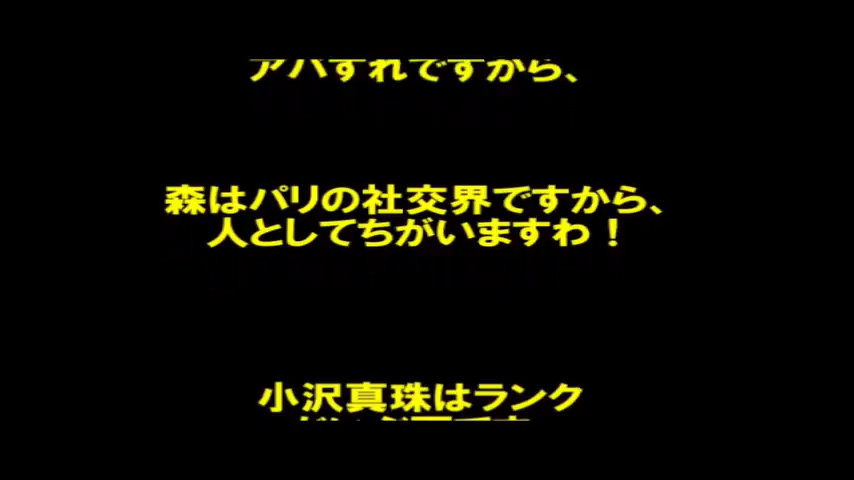 アバすれですから、
森はパリの社交界ですから、
人としてちがいますわ！
小沢真珠はランク